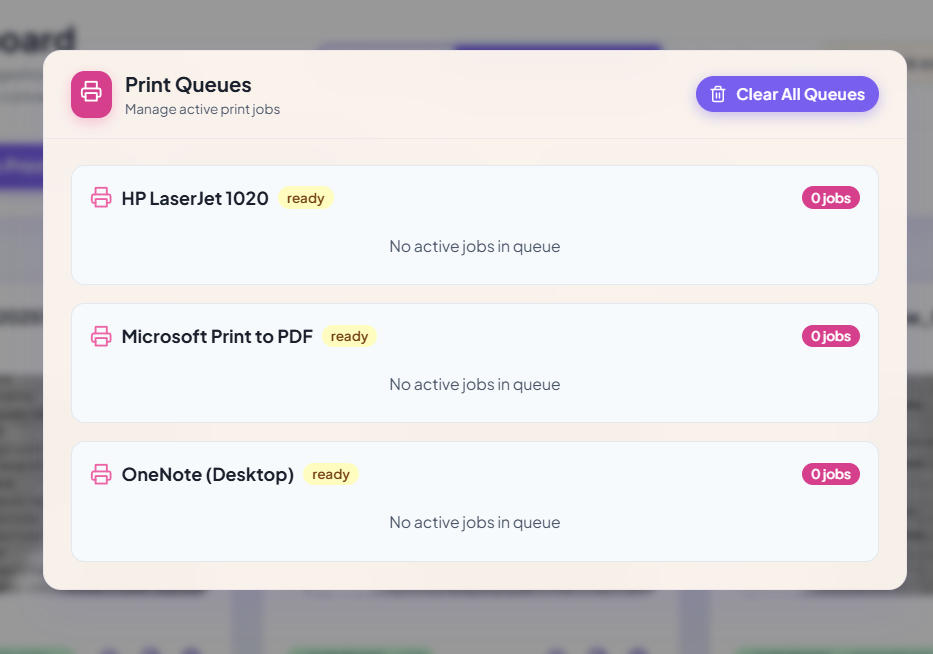 Print Queues
Manage active print jobs
Clear All Queues
HP LaserJet 1020 ready 0 jobs
No active jobs in queue
Microsoft Print to PDF ready 0 jobs
No active jobs in queue
OneNote (Desktop) ready 0 jobs
No active jobs in queue